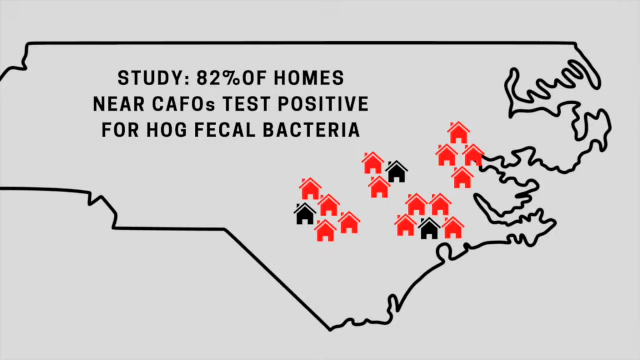 STUDY: 82%OF HOMES
NEAR CAFOs TEST POSITIVE
FOR HOG FECAL BACTERIA